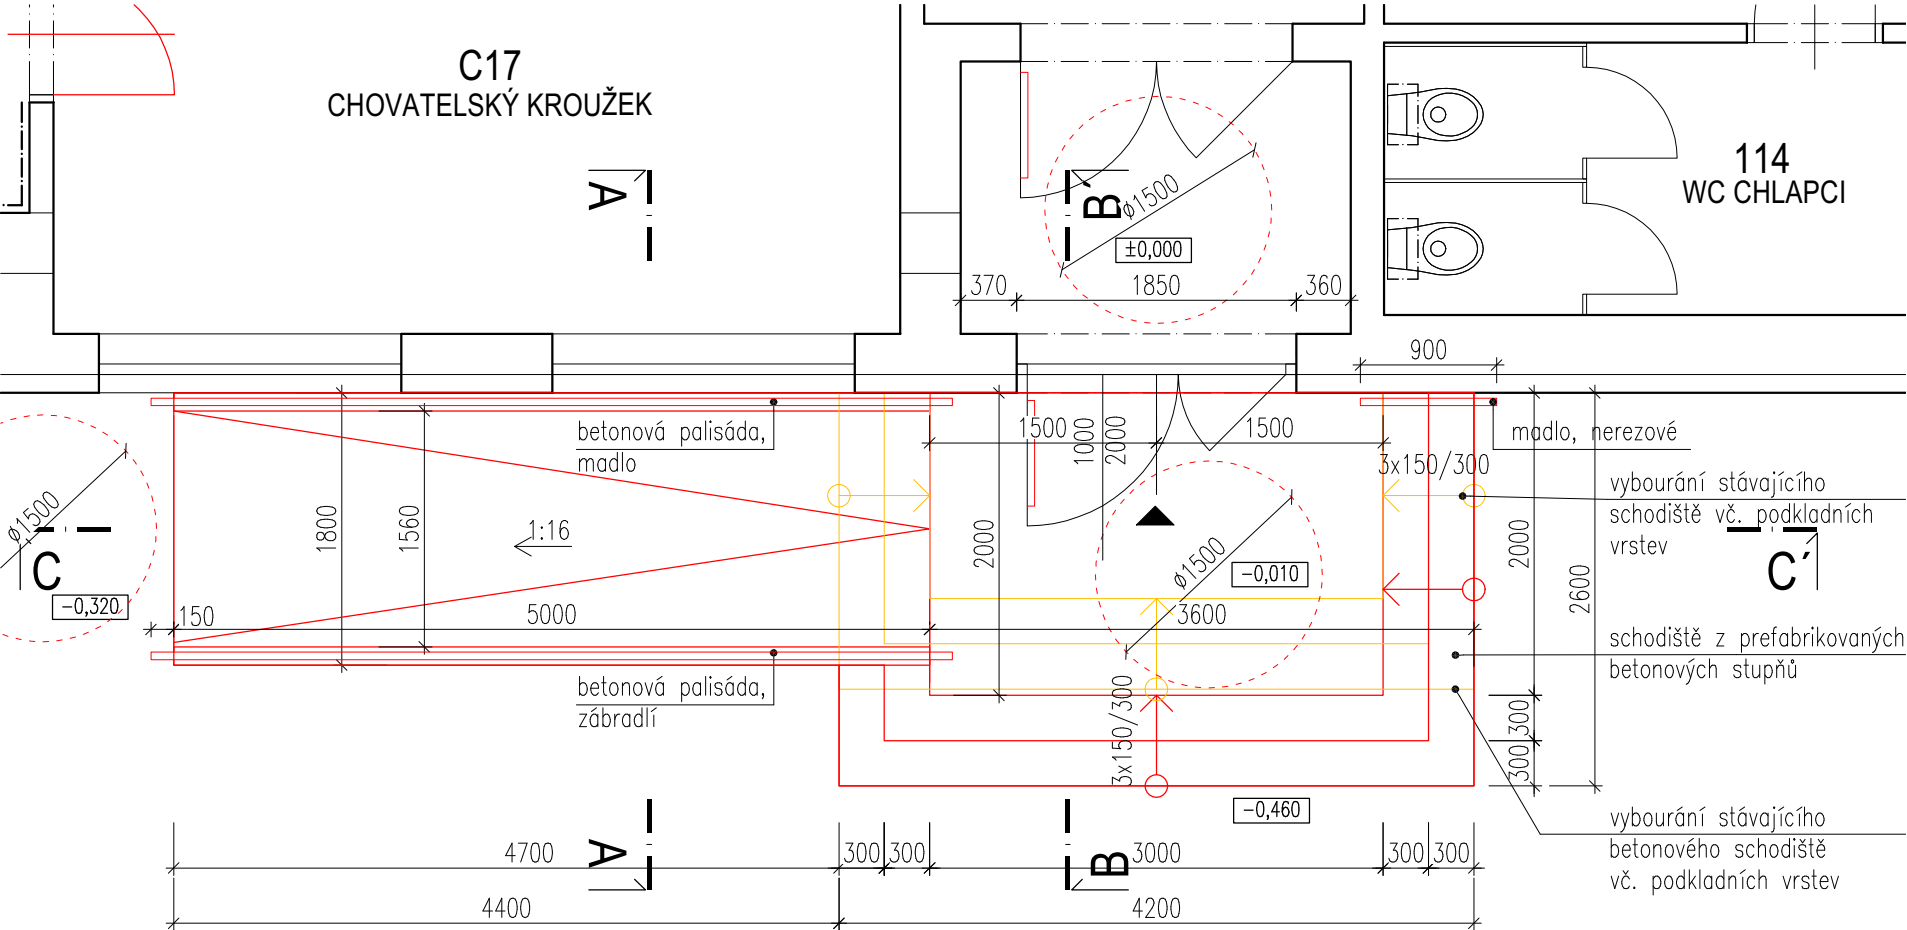 C17
CHOVATELSKÝ KROUŽEK
114
WC CHLAPCI
A
B´
ø1500
±0,000
370
1850
360
900
betonová palisáda,
madlo
1500
1000
2000
1500
madlo, nerezové
3x150/300
vybourání stávajícího
schodiště vč. podkladních
vrstev
ø1500
C
-0,320
1800
1560
1:16
2000
ø1500
-0,010
2000
2600
C´
150
5000
3600
schodiště z prefabrikovaných
betonových stupňů
betonová palisáda,
zábradlí
3x150/300
300
300
-0,460
vybourání stávajícího
betonového schodiště
vč. podkladních vrstev
4700
A
300
300
B
3000
300
300
4400
4200